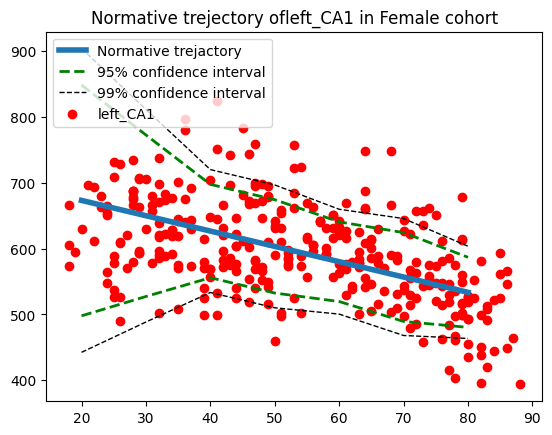 Normative trejectory ofleft_CA1 in Female cohort
Normative trejactory
95% confidence interval
99% confidence interval
left_CA1
900
800
700
600
500
400
20 30 40 50 60 70 80 90